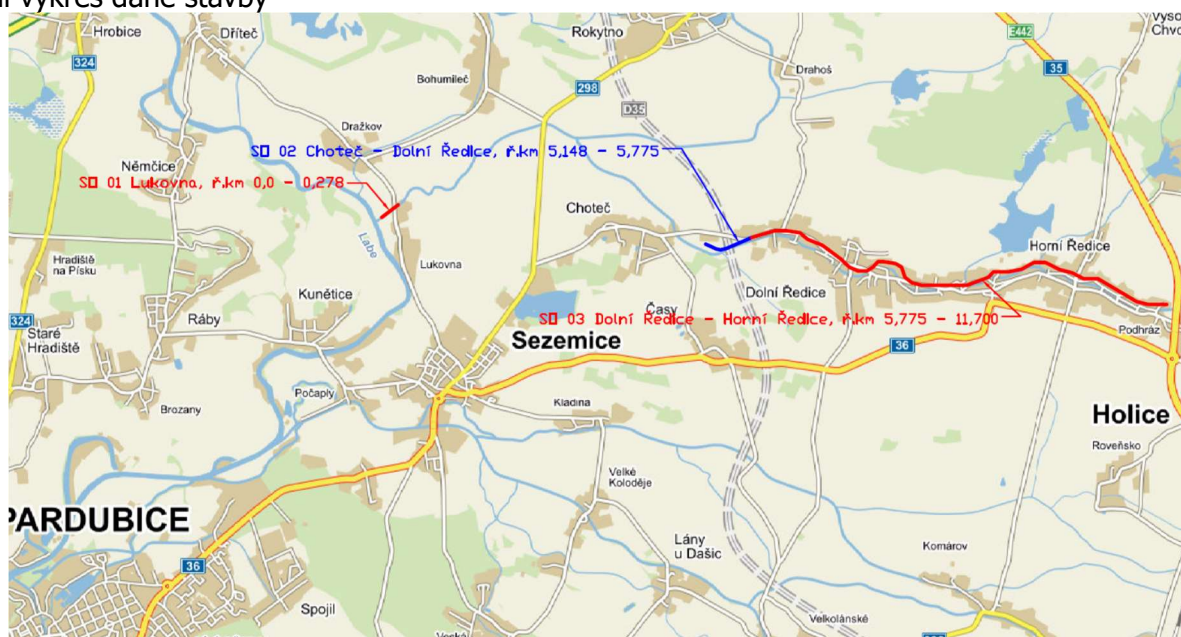 výkres dané stavby
Hrobice
Dříteč
Rokytno
E442
324
Bohumileč
Drahoš
35
298
D35
Dražkov
SO 02 Choteč - Dolní Ředice, ř.km 5,148 - 5,775
Němčice
SO 01 Lukovna, ř.km 0,0 - 0,278
Choteč
Labe
Horní Ředice
Hradiště
na Písku
Lukovna
Kunětice
Dolní Ředice
Časy
324
Ráby
SO 03 Dolní Ředice - Horní Ředice, ř.km 5,775 - 11,700
Staré
Hradiště
Sezemice
Podhráz
36
Počaply
Brozany
Kladina
Holice
Roveňsko
Velké
Koloděje
PARDUBICE
Lány
u Dašic
Komárov
36
Spojil
Velkolánské